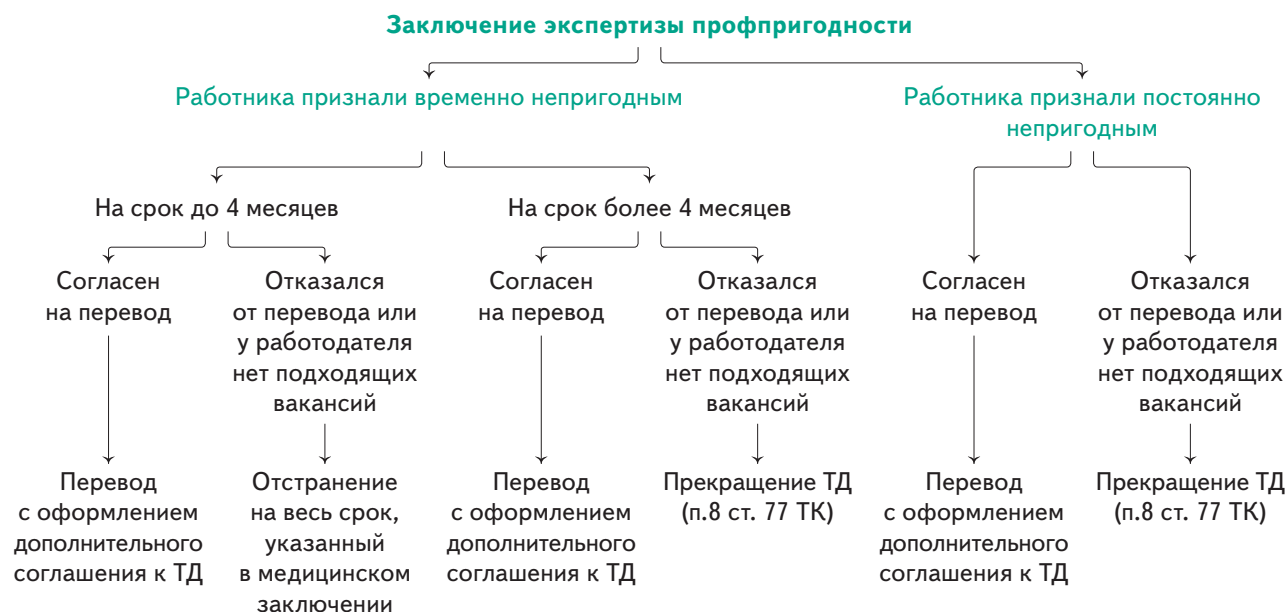 Заключение экспертизы профпригодности
Работника признали временно непригодным
Работника признали постоянно
непригодным
На срок до 4 месяцев
На срок более 4 месяцев
Согласен
на перевод
Отказался
от перевода или
у работодателя
нет подходящих
вакансий
Согласен
на перевод
Отказался
от перевода или
у работодателя
нет подходящих
вакансий
Согласен
на перевод
Отказался
от перевода или
у работодателя
нет подходящих
вакансий
Перевод
с оформлением
дополнительного
соглашения к ТД
Отстранение
на весь срок,
указанный
в медицинском
заключении
Перевод
с оформлением
дополнительного
соглашения к ТД
Прекращение ТД
(п.8 ст. 77 ТК)
Перевод
с оформлением
дополнительного
соглашения к ТД
Прекращение ТД
(п.8 ст. 77 ТК)